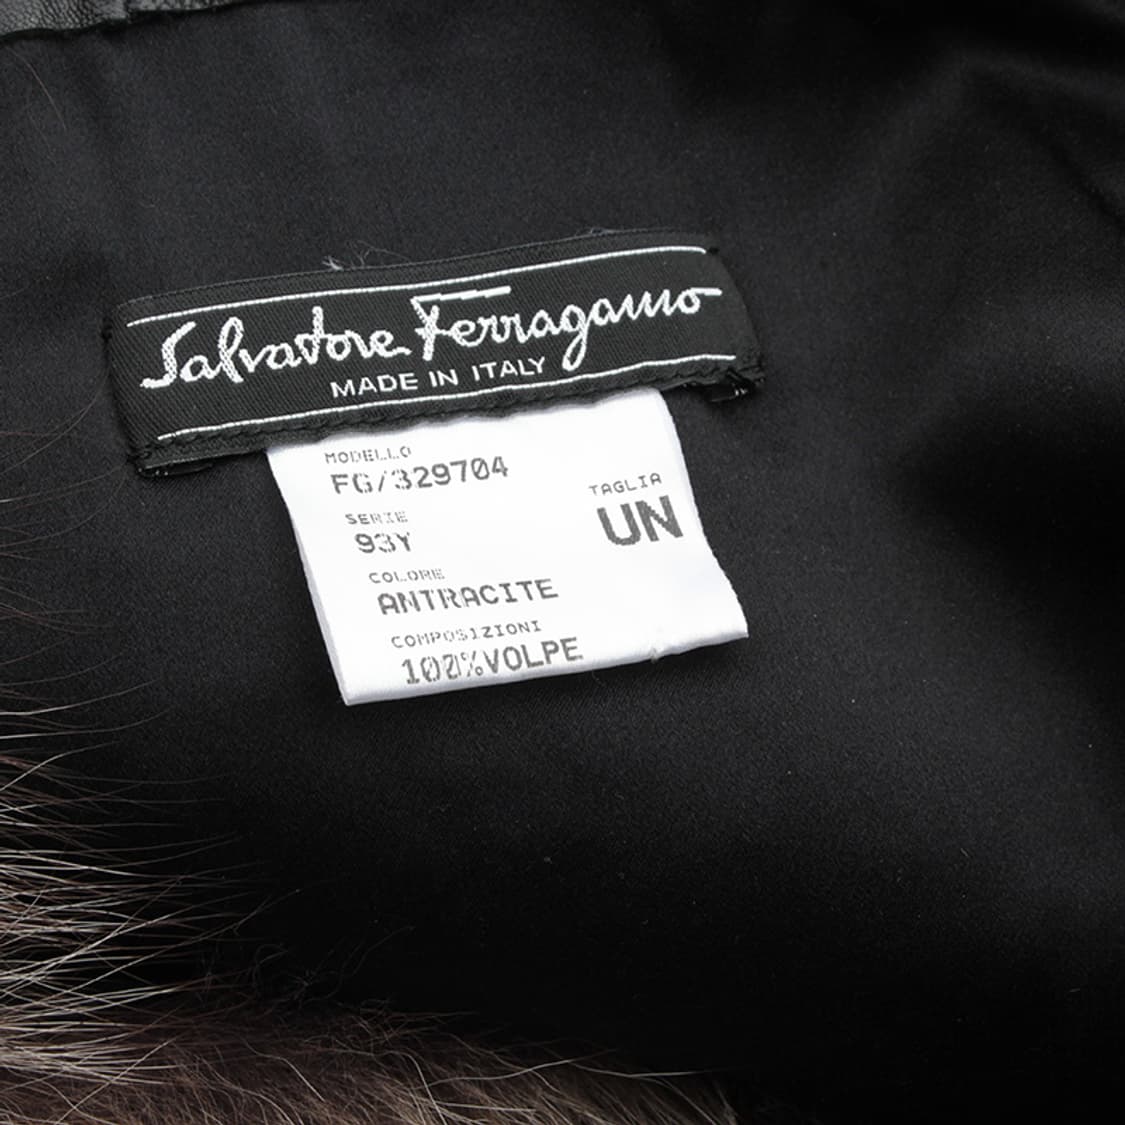 Salvatore Ferragamo
MADE IN ITALY
MODELLO
FG/329704
SERIE
93Y
TAGLIA
UN
COLORE
ANTRACITE
COMPOSIZIONI
100%VOLPE